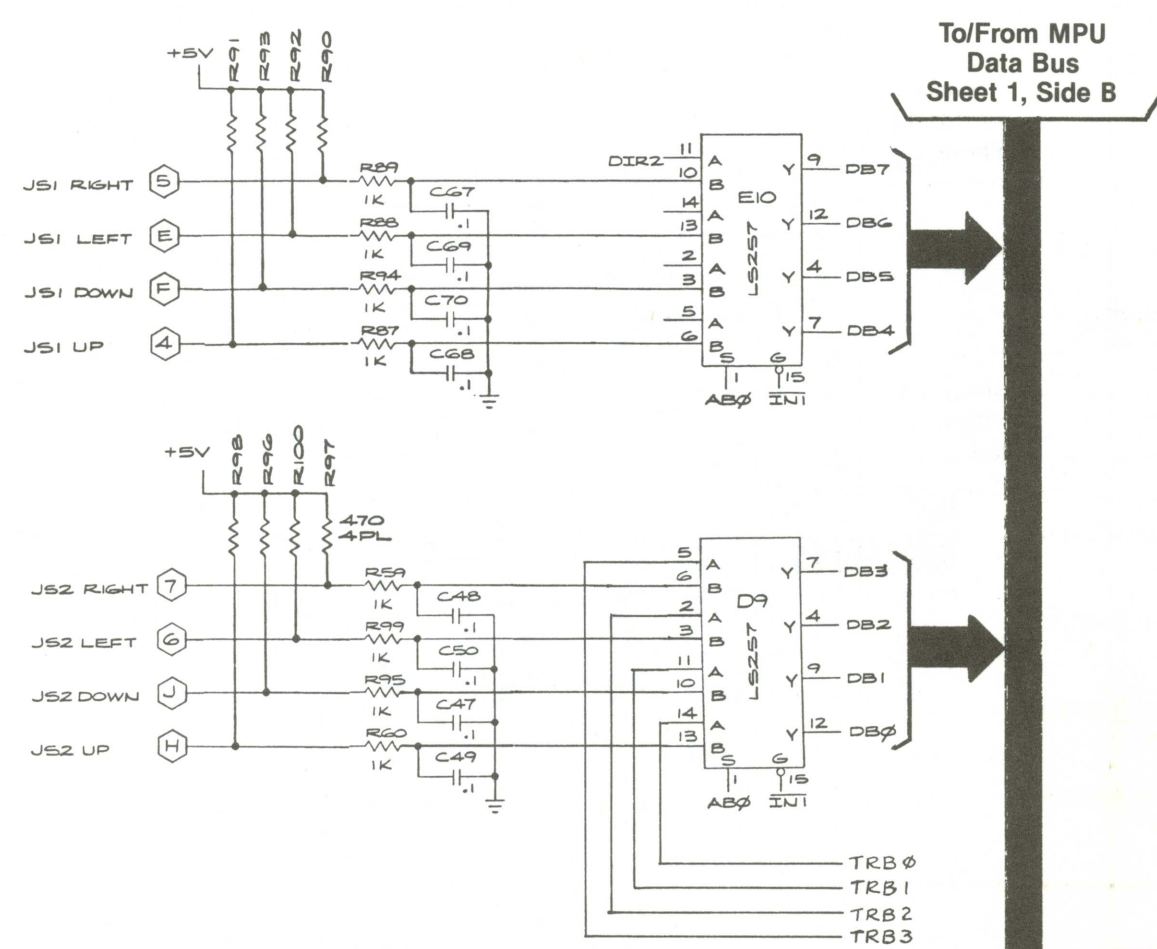 To/From MPU
Data Bus
Sheet 1, Side B
+5V
R91
R93
R92
R90
JS1 RIGHT 5
R89
1K
C67
.1
JS1 LEFT E
R88
1K
C69
.1
JS1 DOWN F
R94
1K
C70
.1
JS1 UP 4
R87
1K
C68
.1
DIR2 11 A
10 B
14 A
13 B
2 A
3 B
5 A
6 B
E10
LS257
Y 9 DB7
Y 12 DB6
Y 4 DB5
Y 7 DB4
S G
1 15
ABØ IN1
+5V
R98
R96
R100
R97
470
4PL
JS2 RIGHT 7
R59
1K
C48
.1
JS2 LEFT 6
R99
1K
C50
.1
JS2 DOWN J
R95
1K
C47
.1
JS2 UP H
R60
1K
C49
.1
5 A
6 B
2 A
3 B
11 A
10 B
14 A
13 B
D9
LS257
Y 7 DB3
Y 4 DB2
Y 9 DB1
Y 12 DBØ
S G
1 15
ABØ IN1
TRBØ
TRB1
TRB2
TRB3